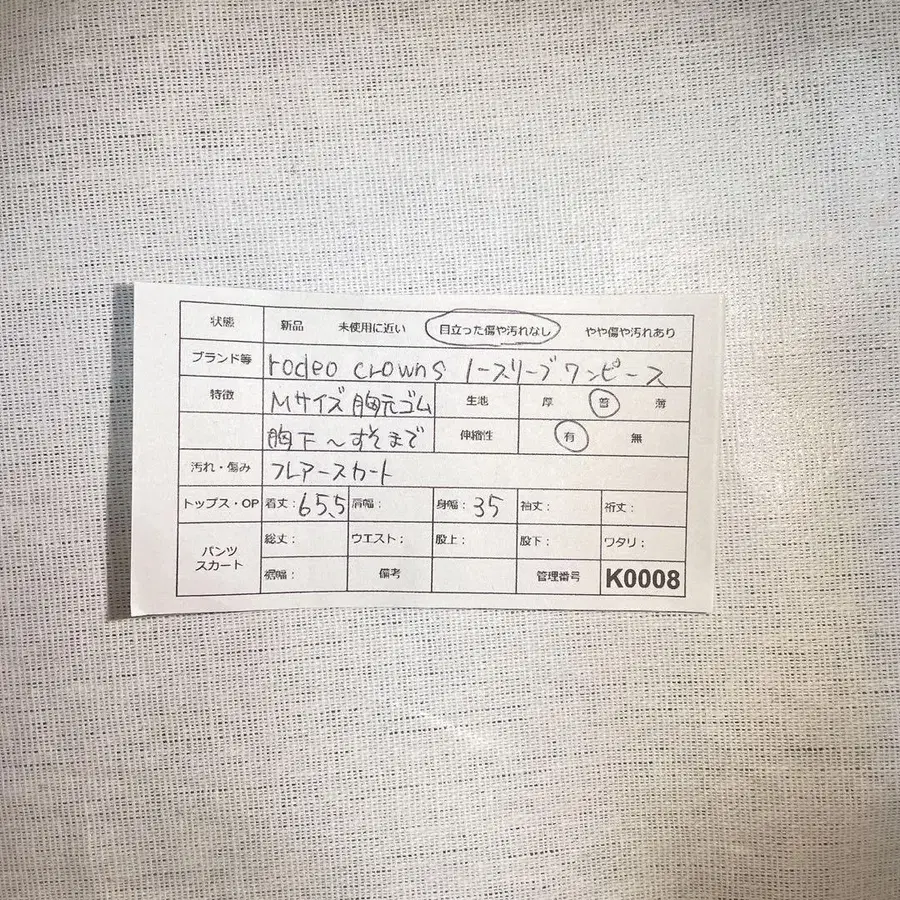 状態 新品 未使用に近い 目立った傷や汚れなし やや傷や汚れあり
ブランド等 rodeo crowns ノースリーブワンピース
特徴 Mサイズ 胸元ゴム 生地 厚 普 薄
胸下～すそまで 伸縮性 有 無
汚れ・傷み フレアースカート
トップス・OP 着丈：65.5 肩幅： 身幅：35 袖丈： 裄丈：
パンツ スカート 総丈： ウエスト： 股上： 股下： ワタリ：
裾幅： 備考 管理番号 K0008